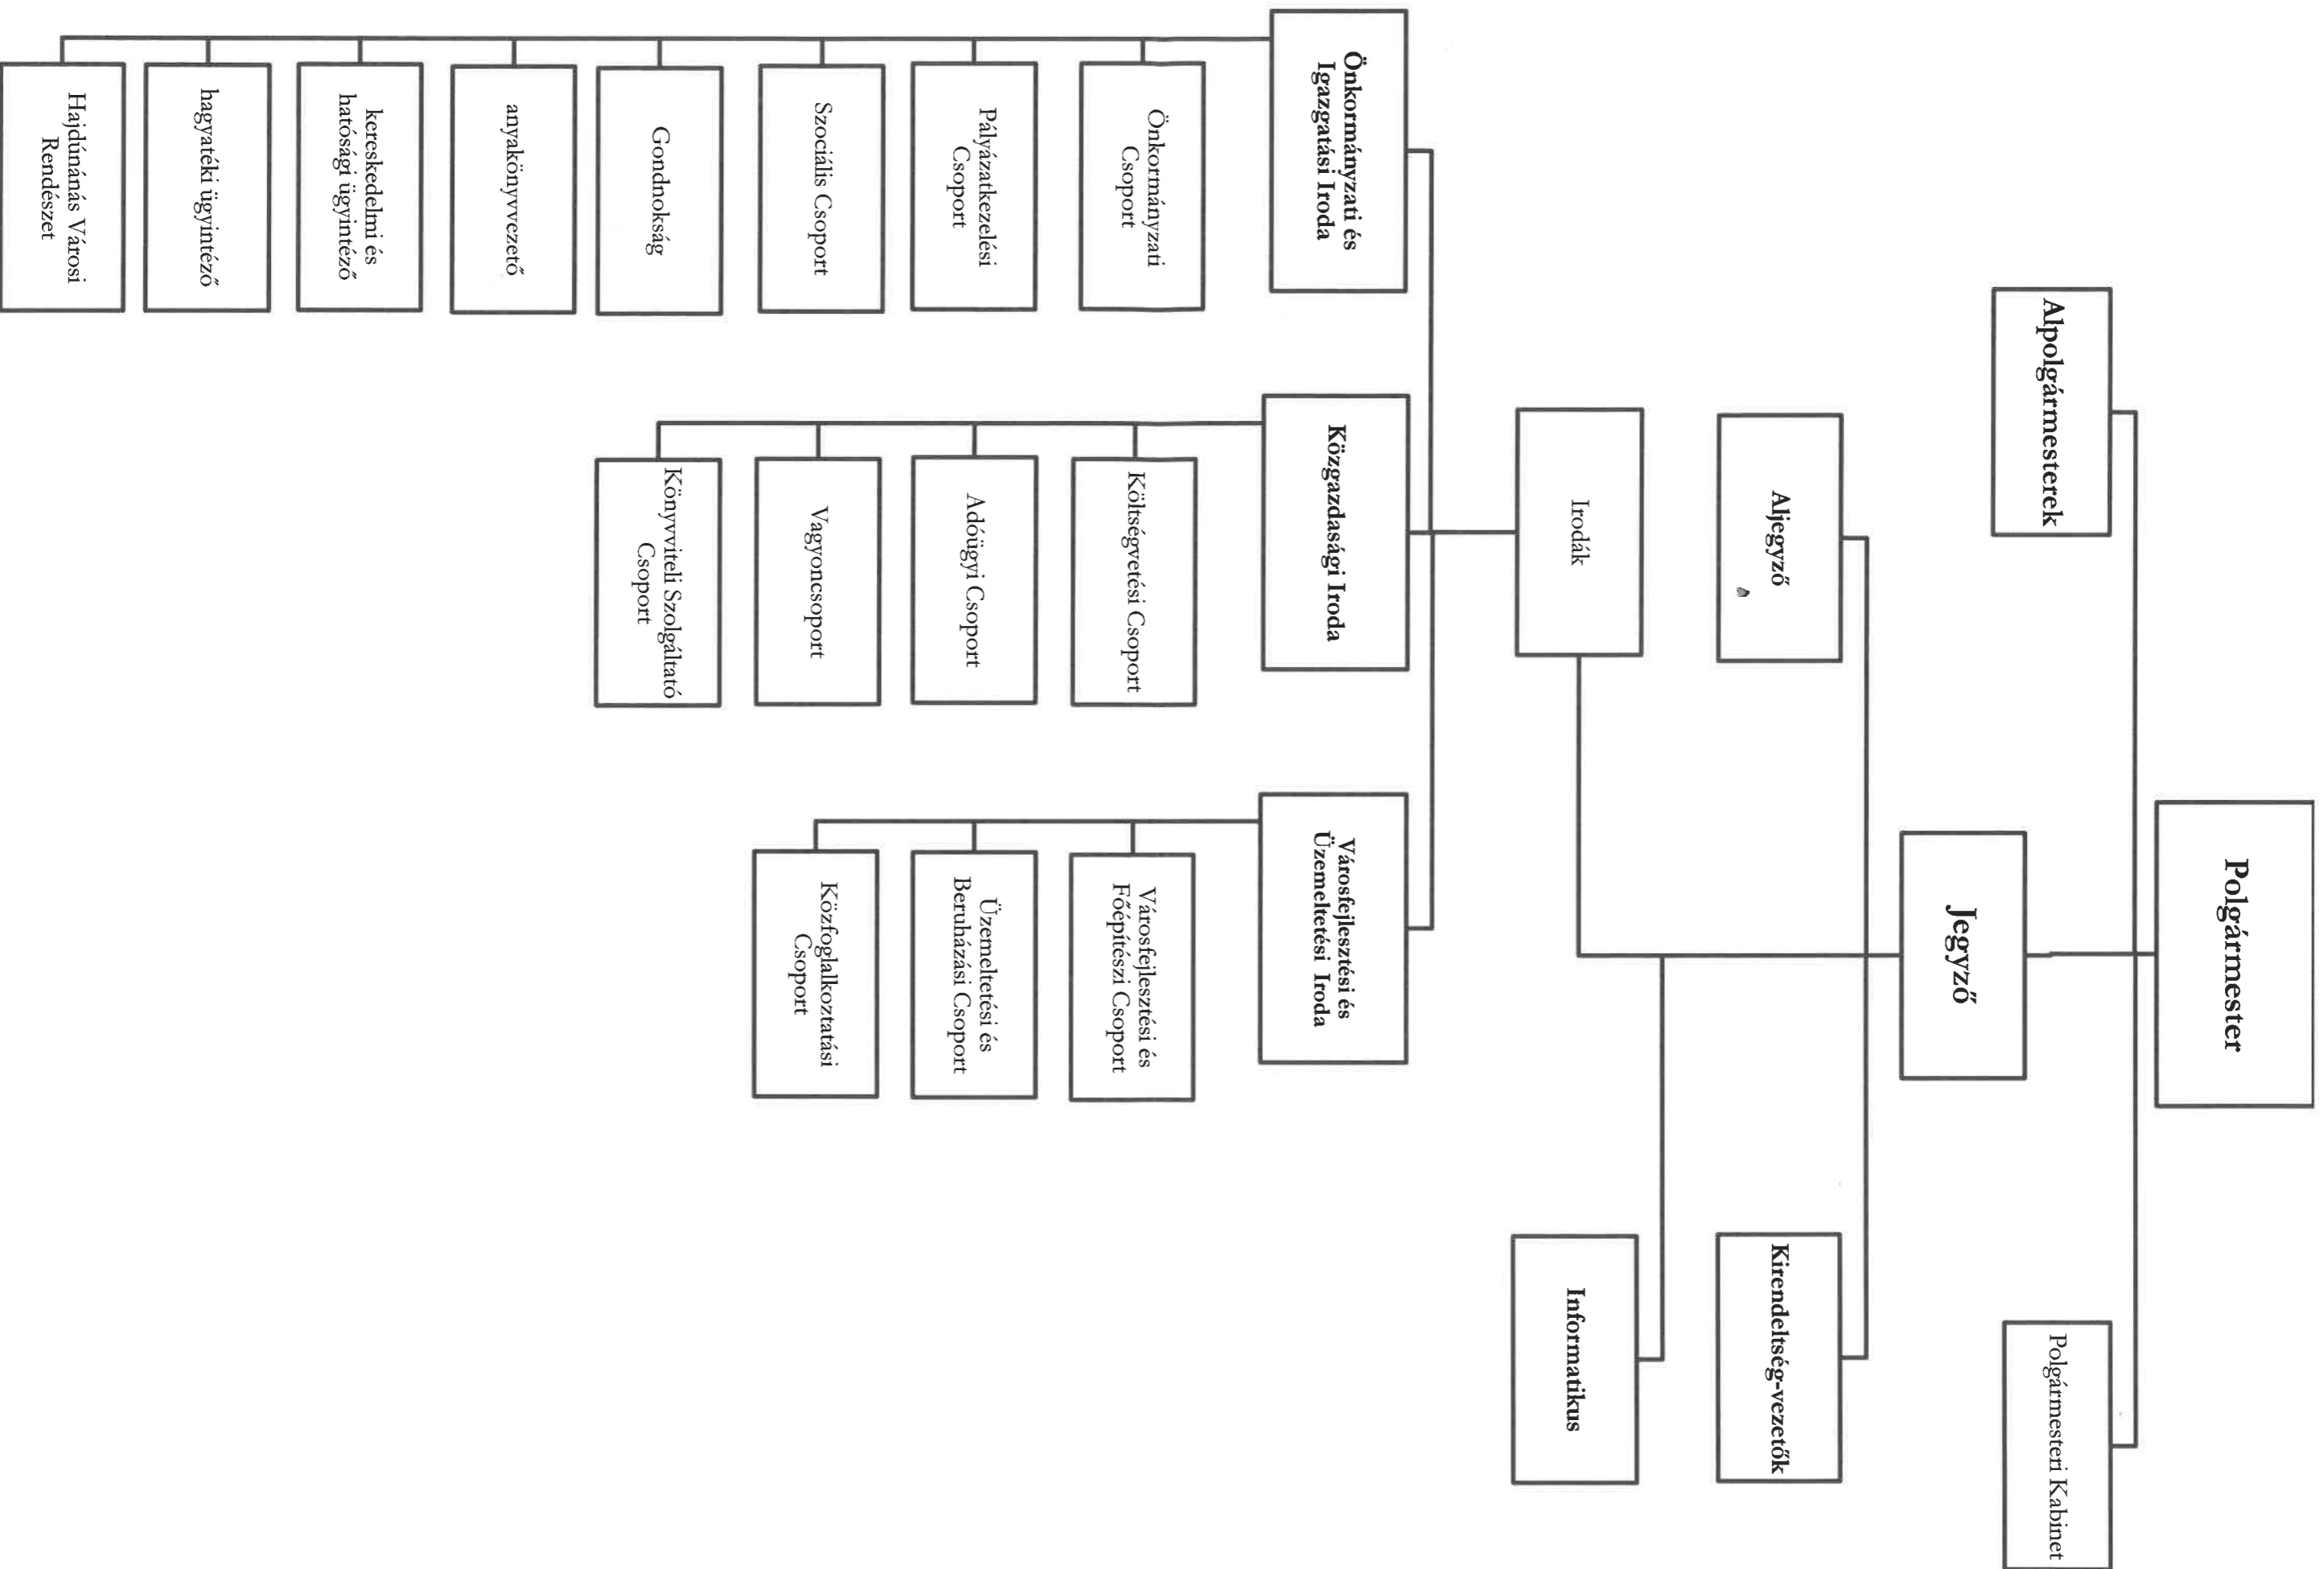 Polgármester
Alpolgármesterek
Polgármesteri Kabinet
Jegyző
Aljegyző
Kirendeltség-vezetők
Irodák
Informatikus
Önkormányzati és
Igazgatási Iroda
Közgazdasági Iroda
Városfejlesztési és
Üzemeltetési Iroda
Önkormányzati
Csoport
Pályázatkezelési
Csoport
Szociális Csoport
Gondnokság
anyakönyvvezető
kereskedelmi és
hatósági ügyintéző
hagyatéki ügyintéző
Hajdúnánás Városi
Rendészet
Költségvetési Csoport
Adóügyi Csoport
Vagyoncsoport
Könyviteli Szolgáltató
Csoport
Városfejlesztési és
Főépítészi Csoport
Üzemeltetési és
Beruházási Csoport
Közfoglalkoztatási
Csoport